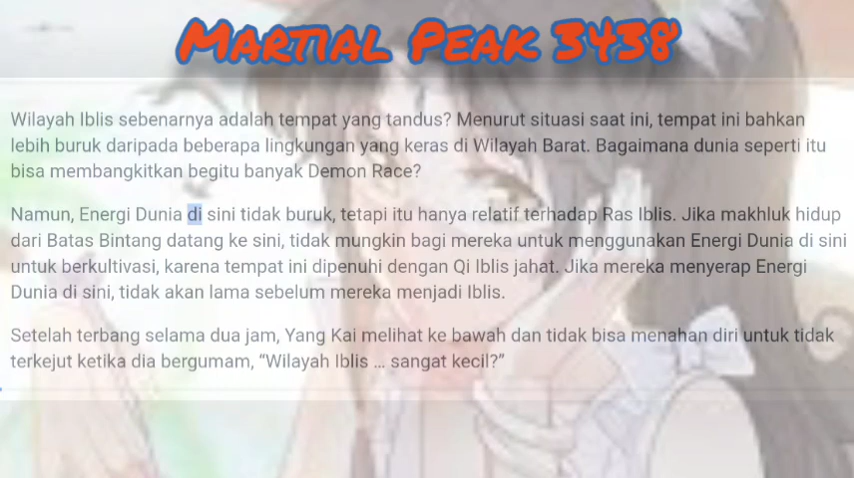 Martial Peak 3438
Wilayah Iblis sebenarnya adalah tempat yang tandus? Menurut situasi saat ini, tempat ini bahkan
lebih buruk daripada beberapa lingkungan yang keras di Wilayah Barat. Bagaimana dunia seperti itu
bisa membangkitkan begitu banyak Demon Race?
Namun, Energi Dunia di sini tidak buruk, tetapi itu hanya relatif terhadap Ras Iblis. Jika makhluk hidup
dari Batas Bintang datang ke sini, tidak mungkin bagi mereka untuk menggunakan Energi Dunia di sini
untuk berkultivasi, karena tempat ini dipenuhi dengan Qi Iblis jahat. Jika mereka menyerap Energi
Dunia di sini, tidak akan lama sebelum mereka menjadi Iblis.
Setelah terbang selama dua jam, Yang Kai melihat ke bawah dan tidak bisa menahan diri untuk tidak
terkejut ketika dia bergumam, “Wilayah Iblis ... sangat kecil?”